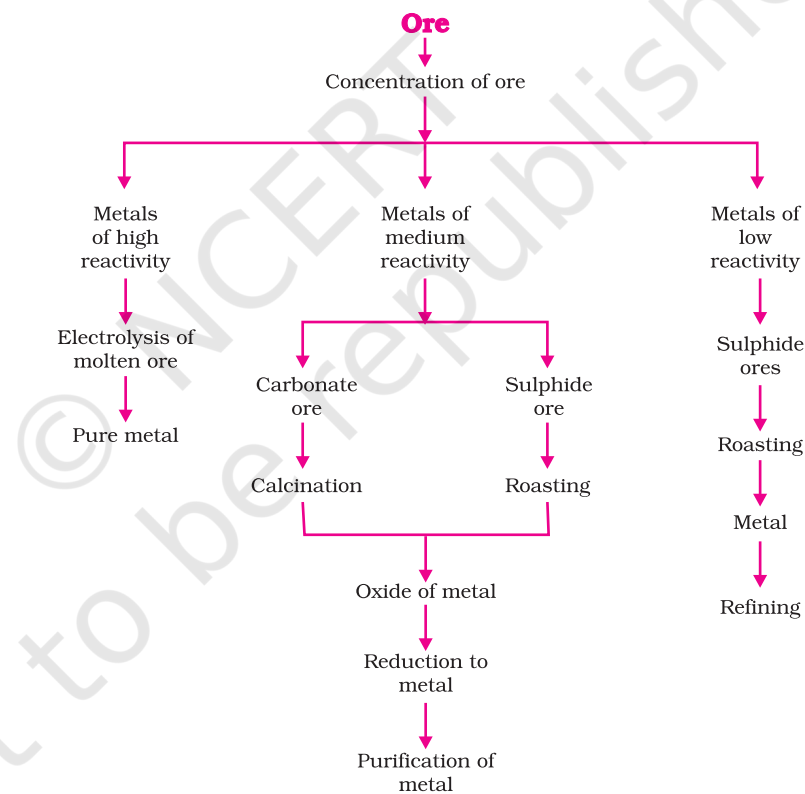 Ore
Concentration of ore
Metals
of high
reactivity
Electrolysis of
molten ore
Pure metal
Metals of
medium
reactivity
Carbonate
ore
Calcination
Sulphide
ore
Roasting
Oxide of metal
Reduction to
metal
Purification of
metal
Metals of
low
reactivity
Sulphide
ores
Roasting
Metal
Refining
© NCERT
t to be republishe